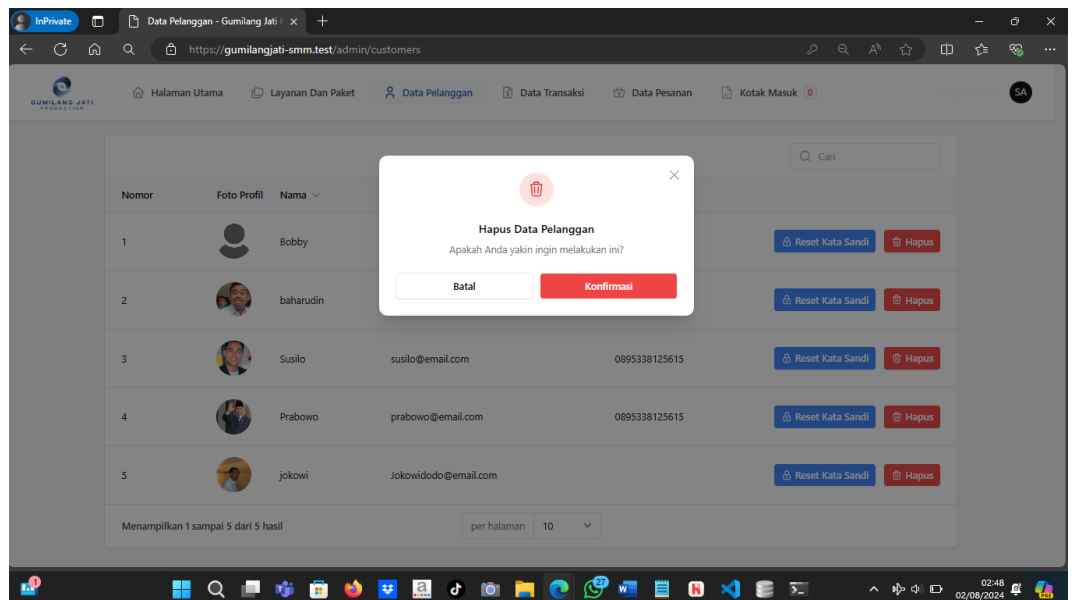 InPrivate
Data Pelanggan - Gumilang Jati
https://gumilangjati-smm.test/admin/customers
GUMILANG JATI
PRODUCTION
Halaman Utama
Layanan Dan Paket
Data Pelanggan
Data Transaksi
Data Pesanan
Kotak Masuk 0
SA
Cari
Nomor Foto Profil Nama
Hapus Data Pelanggan
Apakah Anda yakin ingin melakukan ini?
Batal Konfirmasi
1 Bobby Reset Kata Sandi Hapus
2 baharudin Reset Kata Sandi Hapus
3 Susilo susilo@email.com 0895338125615 Reset Kata Sandi Hapus
4 Prabowo prabowo@email.com 0895338125615 Reset Kata Sandi Hapus
5 jokowi Jokowidodo@email.com Reset Kata Sandi Hapus
Menampilkan 1 sampai 5 dari 5 hasil per halaman 10
1
27
02:48
02/08/2024